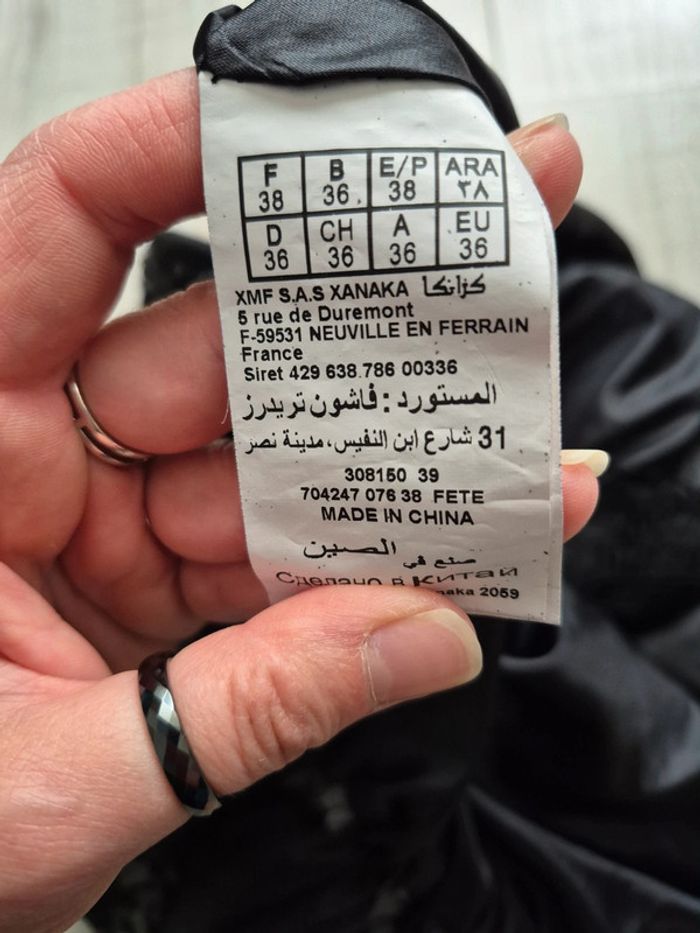 F B E/P ARA
38 36 38 ٣٨
D CH A EU
36 36 36 36
XMF S.A.S XANAKA كزانكا
5 rue de Duremont
F-59531 NEUVILLE EN FERRAIN
France
Siret 429 638 786 00336
المستورد : فاشون تريدرز
31 شارع ابن النفيس، مدينة نصر
308150 39
704247 076 38 FETE
MADE IN CHINA
صنع في الصين
Сделано в Китай
2059